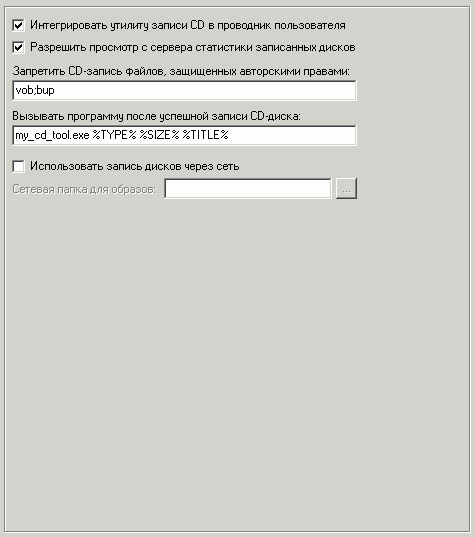 Интегрировать утилиту записи CD в проводник пользователя
Разрешить просмотр с сервера статистики записанных дисков
Запретить CD-запись файлов, защищенных авторскими правами:
vob;bup
Вызывать программу после успешной записи CD-диска:
my_cd_tool.exe %TYPE% %SIZE% %TITLE%
Использовать запись дисков через сеть
Сетевая папка для образов:
...